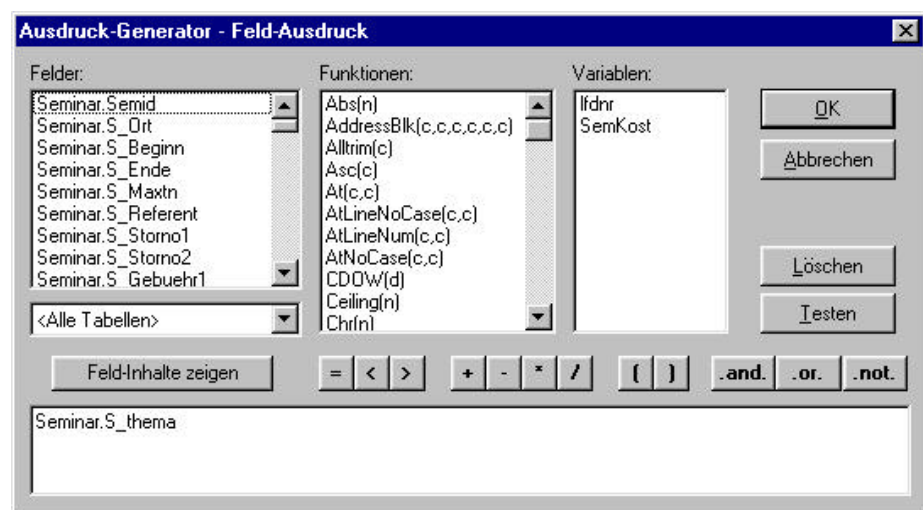 Ausdruck-Generator - Feld-Ausdruck
Felder:
Seminar.Semid
Seminar.S_Ort
Seminar.S_Beginn
Seminar.S_Ende
Seminar.S_Maxtn
Seminar.S_Referent
Seminar.S_Storno1
Seminar.S_Storno2
Seminar.S_Gebuehr1
<Alle Tabellen>
Funktionen:
Abs(n)
AddressBlk(c,c,c,c,c,c)
Alltrim(c)
Asc(c)
At(c,c)
AtLineNoCase(c,c)
AtLineNum(c,c)
AtNoCase(c,c)
CDOW(d)
Ceiling(n)
Chr(n)
Variablen:
lfdnr
SemKost
OK
Abbrechen
Löschen
Testen
Feld-Inhalte zeigen
= < > + - * / ( ) .and. .or. .not.
Seminar.S_thema